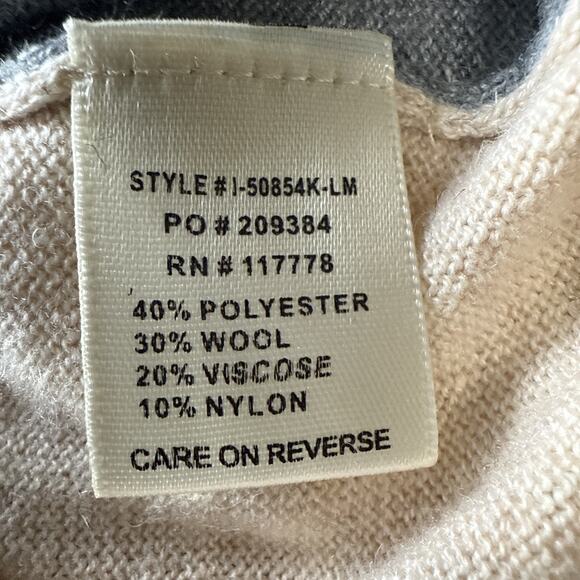 STYLE # I-50854K-LM
PO # 209384
RN # 117778
40% POLYESTER
30% WOOL
20% VISCOSE
10% NYLON
CARE ON REVERSE